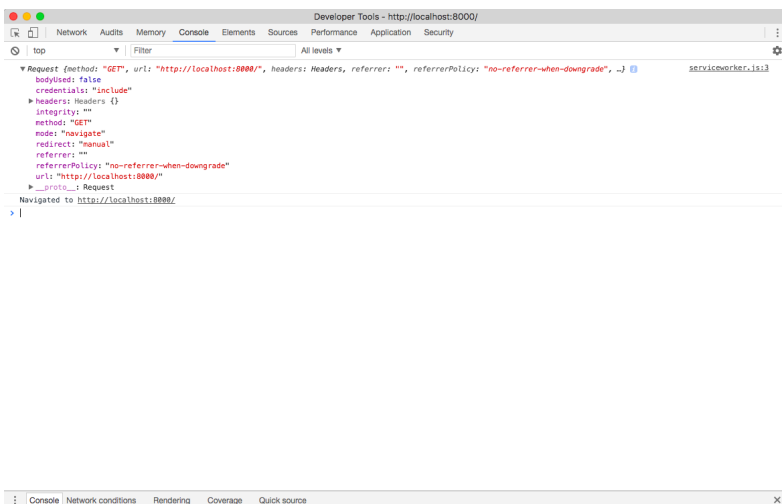 Developer Tools - http://localhost:8000/
Network Audits Memory Console Elements Sources Performance Application Security
top Filter All levels ▼
▼Request {method: "GET", url: "http://localhost:8000/", headers: Headers, referrer: "", referrerPolicy: "no-referrer-when-downgrade", …} i serviceworker.js:3
bodyUsed: false
credentials: "include"
▶headers: Headers {}
integrity: ""
method: "GET"
mode: "navigate"
redirect: "manual"
referrer: ""
referrerPolicy: "no-referrer-when-downgrade"
url: "http://localhost:8000/"
▶__proto__: Request
Navigated to http://localhost:8000/
>
Console Network conditions Rendering Coverage Quick source